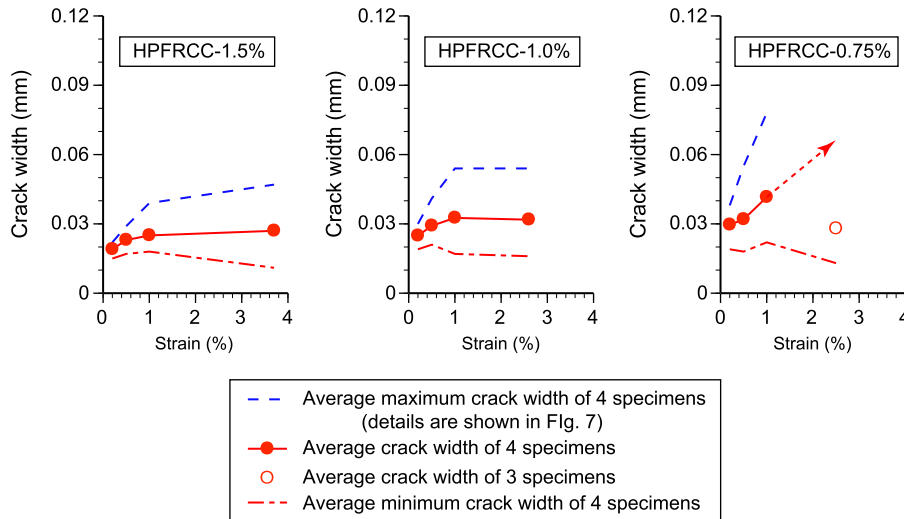 0.12
0.09
0.06
0.03
0
Crack width (mm)
HPFRCC-1.5%
0 1 2 3 4
Strain (%)
0.12
0.09
0.06
0.03
0
Crack width (mm)
HPFRCC-1.0%
0 1 2 3 4
Strain (%)
0.12
0.09
0.06
0.03
0
Crack width (mm)
HPFRCC-0.75%
0 1 2 3 4
Strain (%)
Average maximum crack width of 4 specimens
(details are shown in FIg. 7)
Average crack width of 4 specimens
Average crack width of 3 specimens
Average minimum crack width of 4 specimens